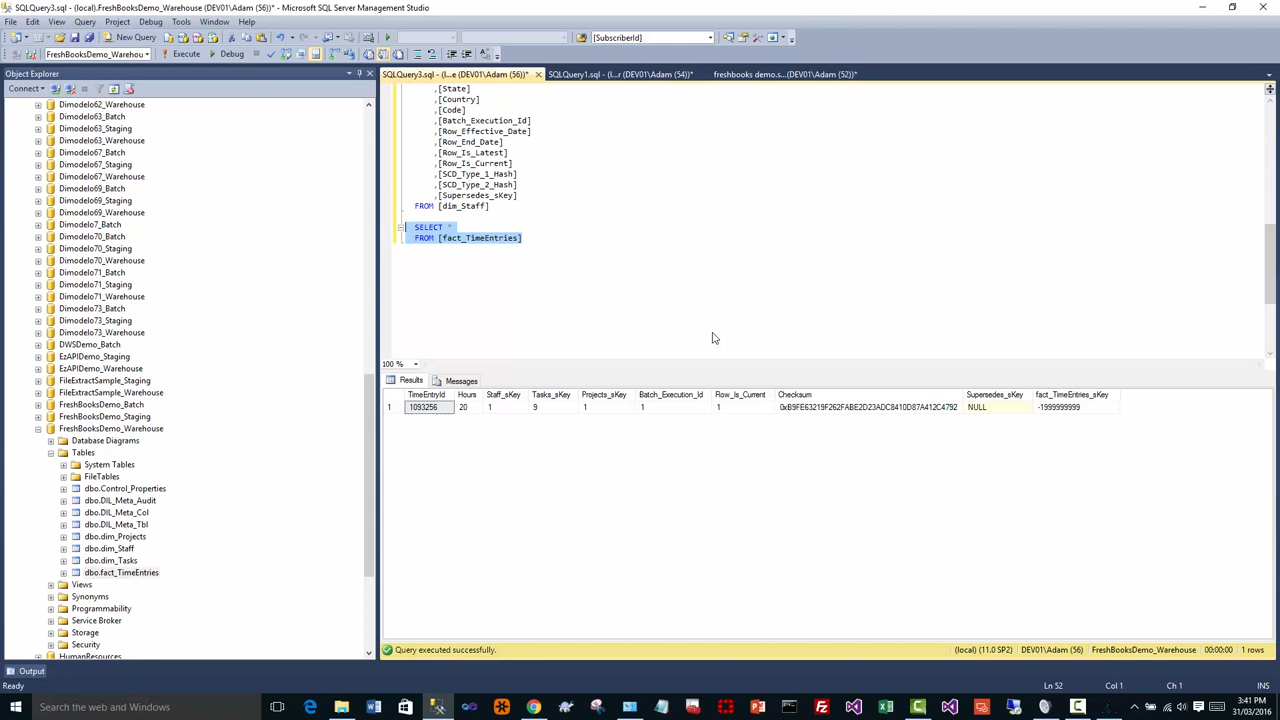 SQLQuery3.sql - (local).FreshBooksDemo_Warehouse (DEV01\Adam (56))* - Microsoft SQL Server Management Studio
File Edit View Query Project Debug Tools Window Help
New Query [SubscriberId]
FreshBooksDemo_Warehou Execute Debug
Object Explorer
SQLQuery3.sql - (l...e (DEV01\Adam (56))* SQLQuery1.sql - (l...r (DEV01\Adam (54))* freshbooks demo.s...(DEV01\Adam (52))*
Connect
Dimodelo62_Warehouse
Dimodelo63_Batch
Dimodelo63_Staging
Dimodelo63_Warehouse
Dimodelo67_Batch
Dimodelo67_Staging
Dimodelo67_Warehouse
Dimodelo69_Batch
Dimodelo69_Staging
Dimodelo69_Warehouse
Dimodelo7_Batch
Dimodelo70_Batch
Dimodelo70_Staging
Dimodelo70_Warehouse
Dimodelo71_Batch
Dimodelo71_Staging
Dimodelo71_Warehouse
Dimodelo73_Batch
Dimodelo73_Staging
Dimodelo73_Warehouse
DWSDemo_Batch
EzAPIDemo_Staging
EzAPIDemo_Warehouse
FileExtractSample_Staging
FileExtractSample_Warehouse
FreshBooksDemo_Batch
FreshBooksDemo_Staging
FreshBooksDemo_Warehouse
Database Diagrams
Tables
System Tables
FileTables
dbo.Control_Properties
dbo.DIL_Meta_Audit
dbo.DIL_Meta_Col
dbo.DIL_Meta_Tbl
dbo.dim_Projects
dbo.dim_Staff
dbo.dim_Tasks
dbo.fact_TimeEntries
Views
Synonyms
Programmability
Service Broker
Storage
Security
HumanResources
,[State]
,[Country]
,[Code]
,[Batch_Execution_Id]
,[Row_Effective_Date]
,[Row_End_Date]
,[Row_Is_Latest]
,[Row_Is_Current]
,[SCD_Type_1_Hash]
,[SCD_Type_2_Hash]
,[Supersedes_sKey]
FROM [dim_Staff]
SELECT *
FROM [fact_TimeEntries]
100 %
Results Messages
TimeEntryId Hours Staff_sKey Tasks_sKey Projects_sKey Batch_Execution_Id Row_Is_Current Checksum Supersedes_sKey fact_TimeEntries_sKey
1 1093256 20 1 9 1 1 1 0xB9FE63219F262FABE2D23ADC8410D87A412C4792 NULL -1999999999
Query executed successfully. (local) (11.0 SP2) DEV01\Adam (56) FreshBooksDemo_Warehouse 00:00:00 1 rows
Output
Ready Ln 52 Col 1 Ch 1 INS
Search the web and Windows
3:41 PM
31/03/2016